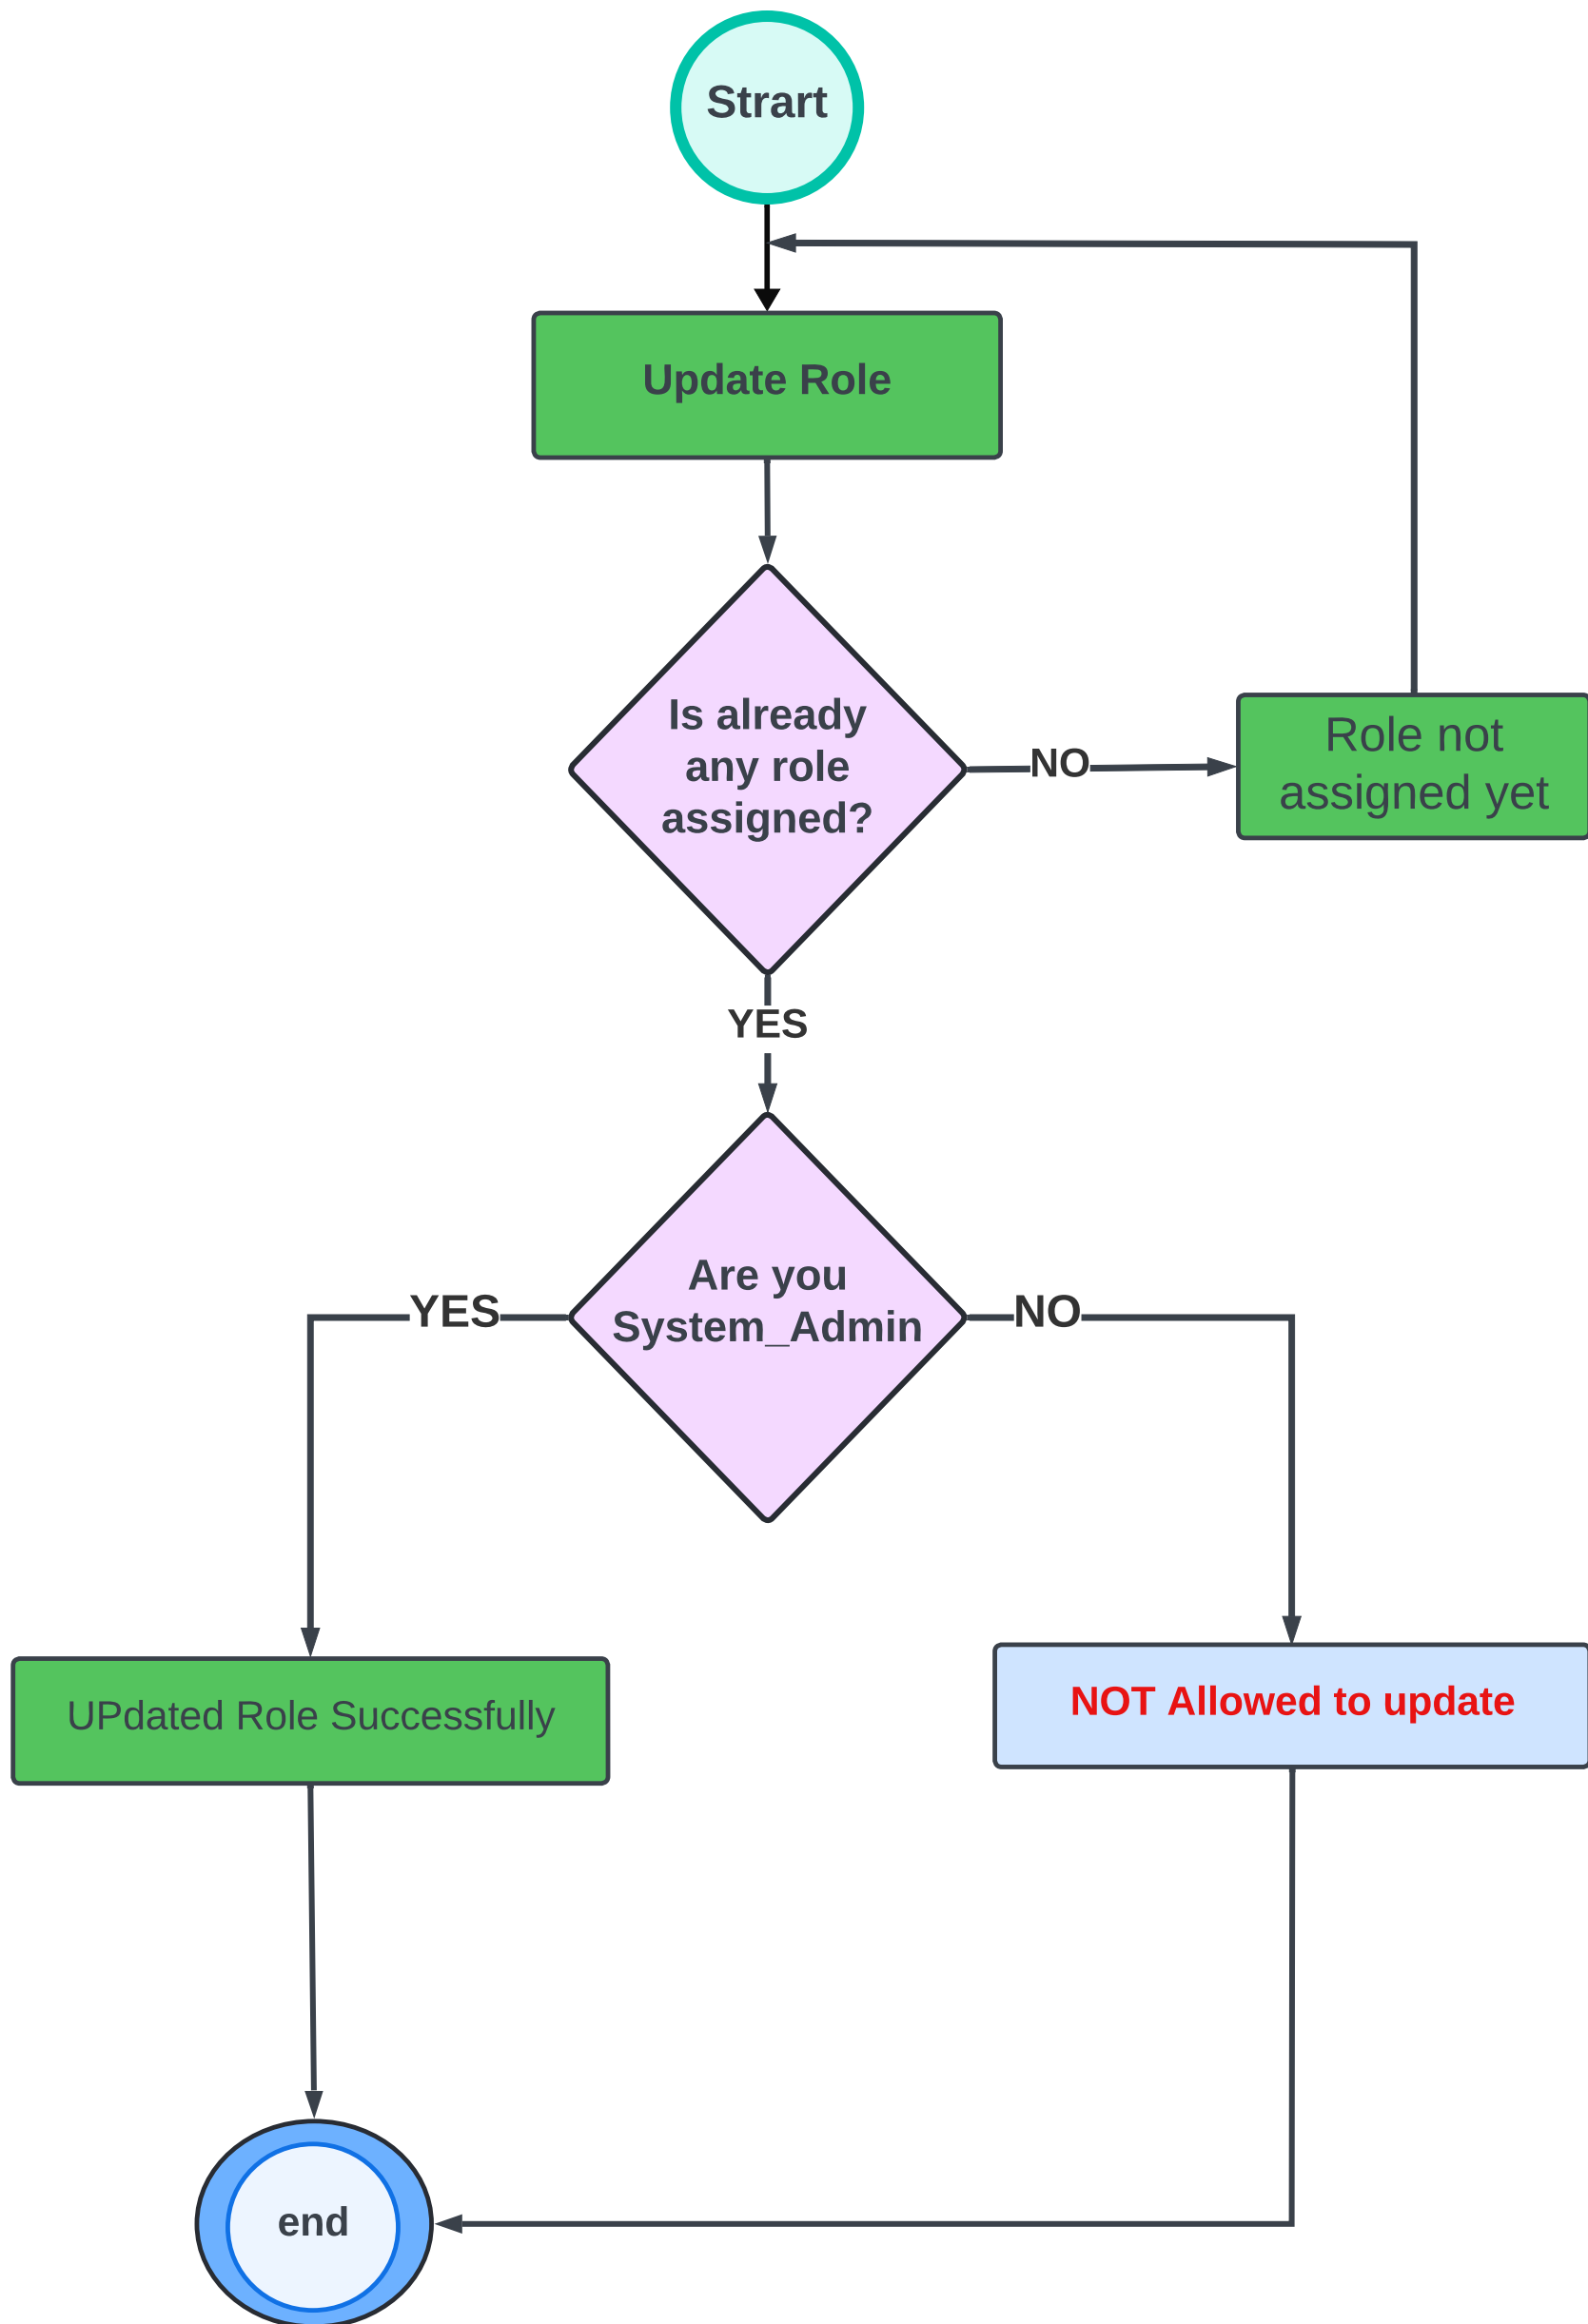 Strart
Update Role
Is already
any role
assigned?
NO
Role not
assigned yet
YES
Are you
System_Admin
YES
NO
UPdated Role Successfully
NOT Allowed to update
end